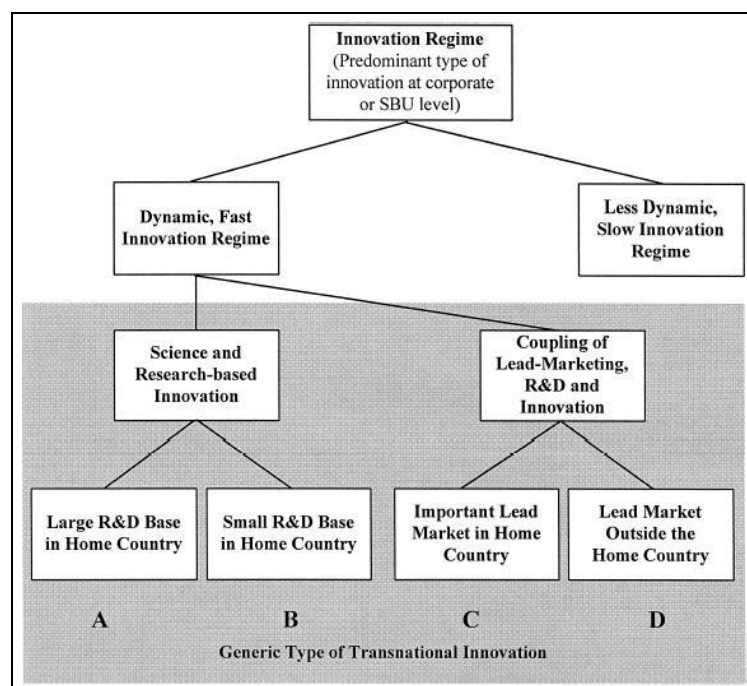 Innovation Regime
(Predominant type of
innovation at corporate
or SBU level)
Dynamic, Fast
Innovation Regime
Less Dynamic,
Slow Innovation
Regime
Science and
Research-based
Innovation
Coupling of
Lead-Marketing,
R&D and
Innovation
Large R&D Base
in Home Country
Small R&D Base
in Home Country
Important Lead
Market in Home
Country
Lead Market
Outside the
Home Country
A
B
C
D
Generic Type of Transnational Innovation